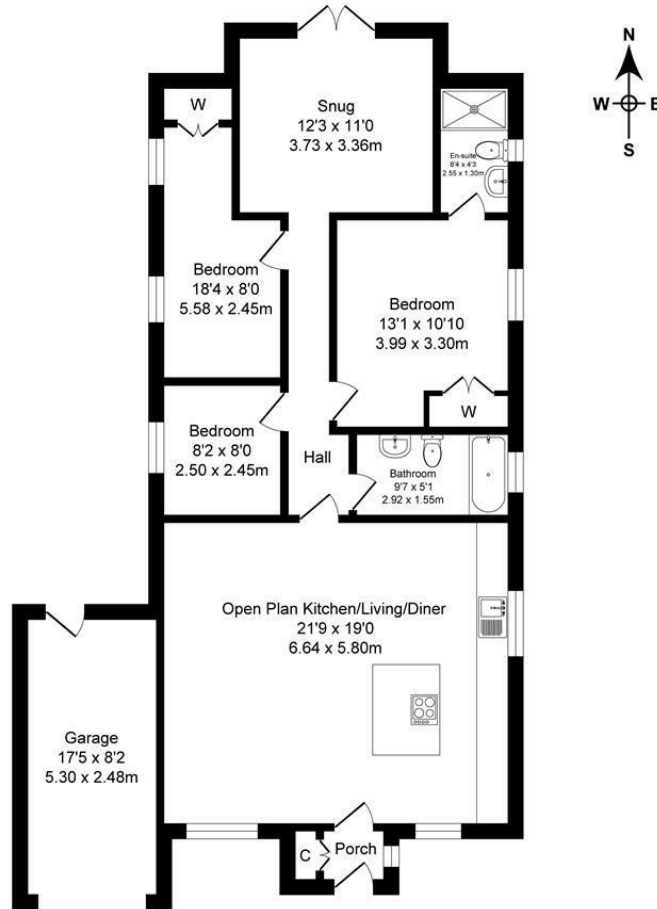 N
W E
S
Snug
12'3 x 11'0
3.73 x 3.36m
W
En-suite
8'4 x 4'3
2.55 x 1.30m
Bedroom
18'4 x 8'0
5.58 x 2.45m
Bedroom
13'1 x 10'10
3.99 x 3.30m
W
Bedroom
8'2 x 8'0
2.50 x 2.45m
Hall
Bathroom
9'7 x 5'1
2.92 x 1.55m
Open Plan Kitchen/Living/Diner
21'9 x 19'0
6.64 x 5.80m
Garage
17'5 x 8'2
5.30 x 2.48m
C
Porch